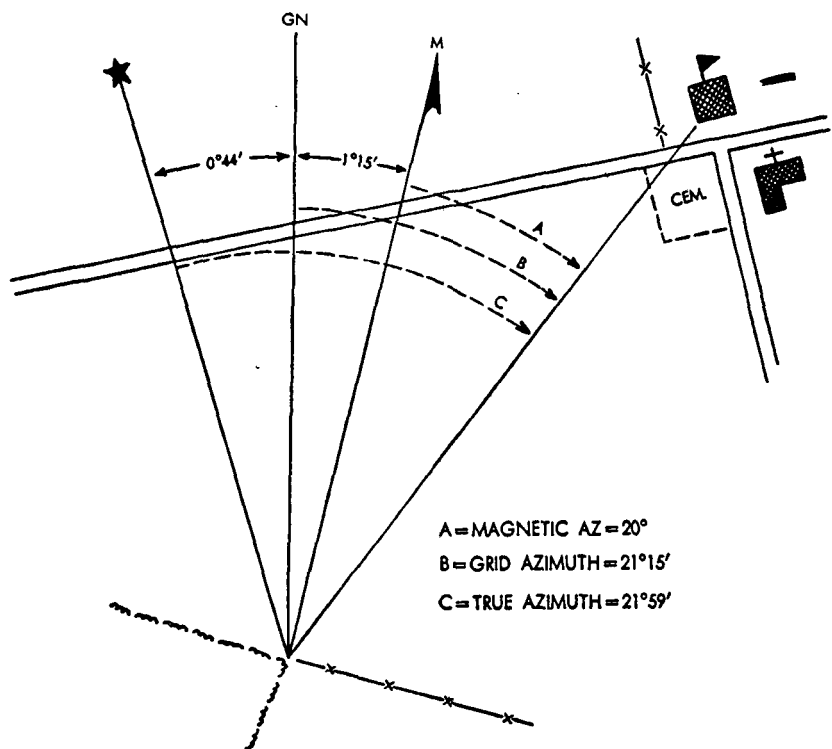 GN
M
0°44'
1°15'
A
B
C
CEM.
A=MAGNETIC AZ=20°
B=GRID AZIMUTH=21°15'
C=TRUE AZIMUTH=21°59'